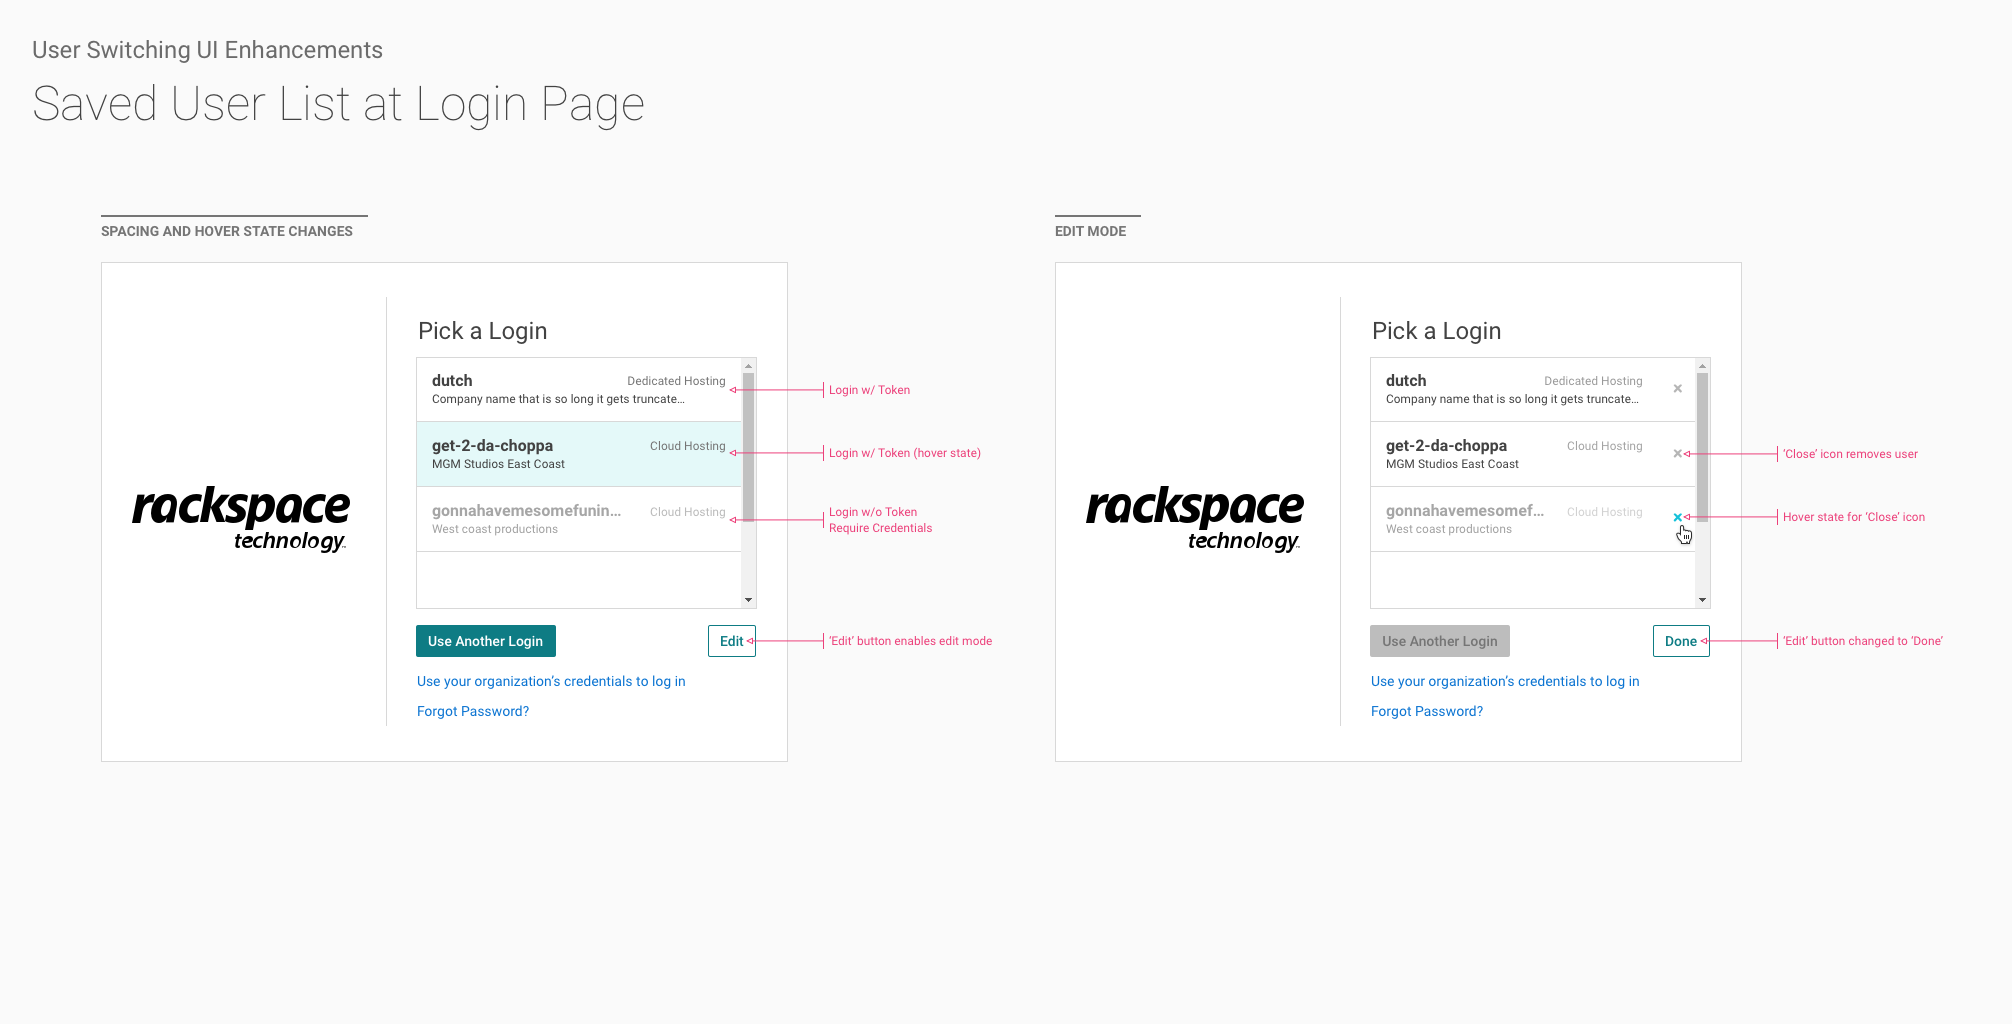 User Switching UI Enhancements
Saved User List at Login Page
SPACING AND HOVER STATE CHANGES
rackspace
technology™
Pick a Login
dutch
Dedicated Hosting
Company name that is so long it gets truncate…
get-2-da-choppa
Cloud Hosting
MGM Studios East Coast
gonnahavemesomefunin…
Cloud Hosting
West coast productions
Use Another Login
Edit
Use your organization’s credentials to log in
Forgot Password?
Login w/ Token
Login w/ Token (hover state)
Login w/o Token
Require Credentials
‘Edit’ button enables edit mode
EDIT MODE
rackspace
technology™
Pick a Login
dutch
Dedicated Hosting
Company name that is so long it gets truncate…
get-2-da-choppa
Cloud Hosting
MGM Studios East Coast
gonnahavemesomef…
Cloud Hosting
West coast productions
Use Another Login
Done
Use your organization’s credentials to log in
Forgot Password?
‘Close’ icon removes user
Hover state for ‘Close’ icon
‘Edit’ button changed to ‘Done’